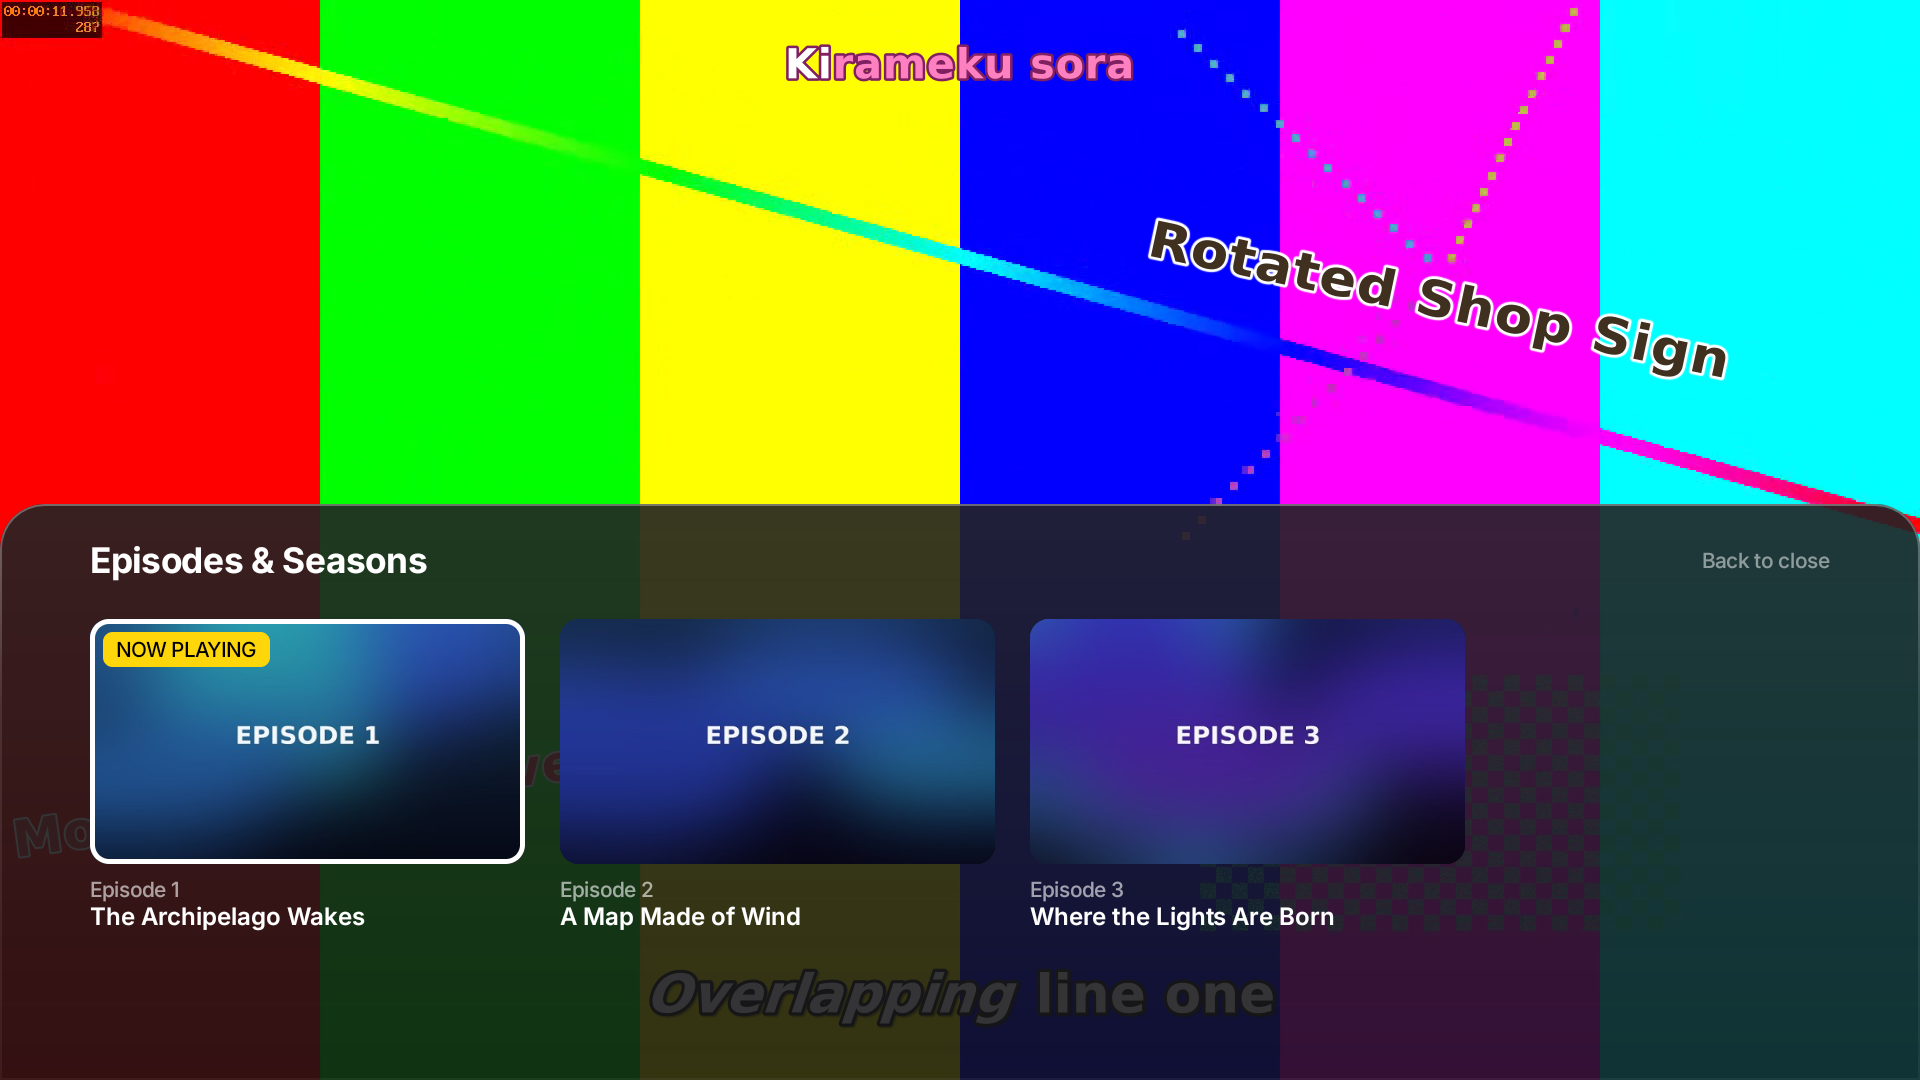 00:00:11.958
287
Kirameku sora
Rotated Shop Sign
Episodes & Seasons
Back to close
NOW PLAYING
EPISODE 1
EPISODE 2
EPISODE 3
Episode 1
The Archipelago Wakes
Episode 2
A Map Made of Wind
Episode 3
Where the Lights Are Born
Overlapping line one